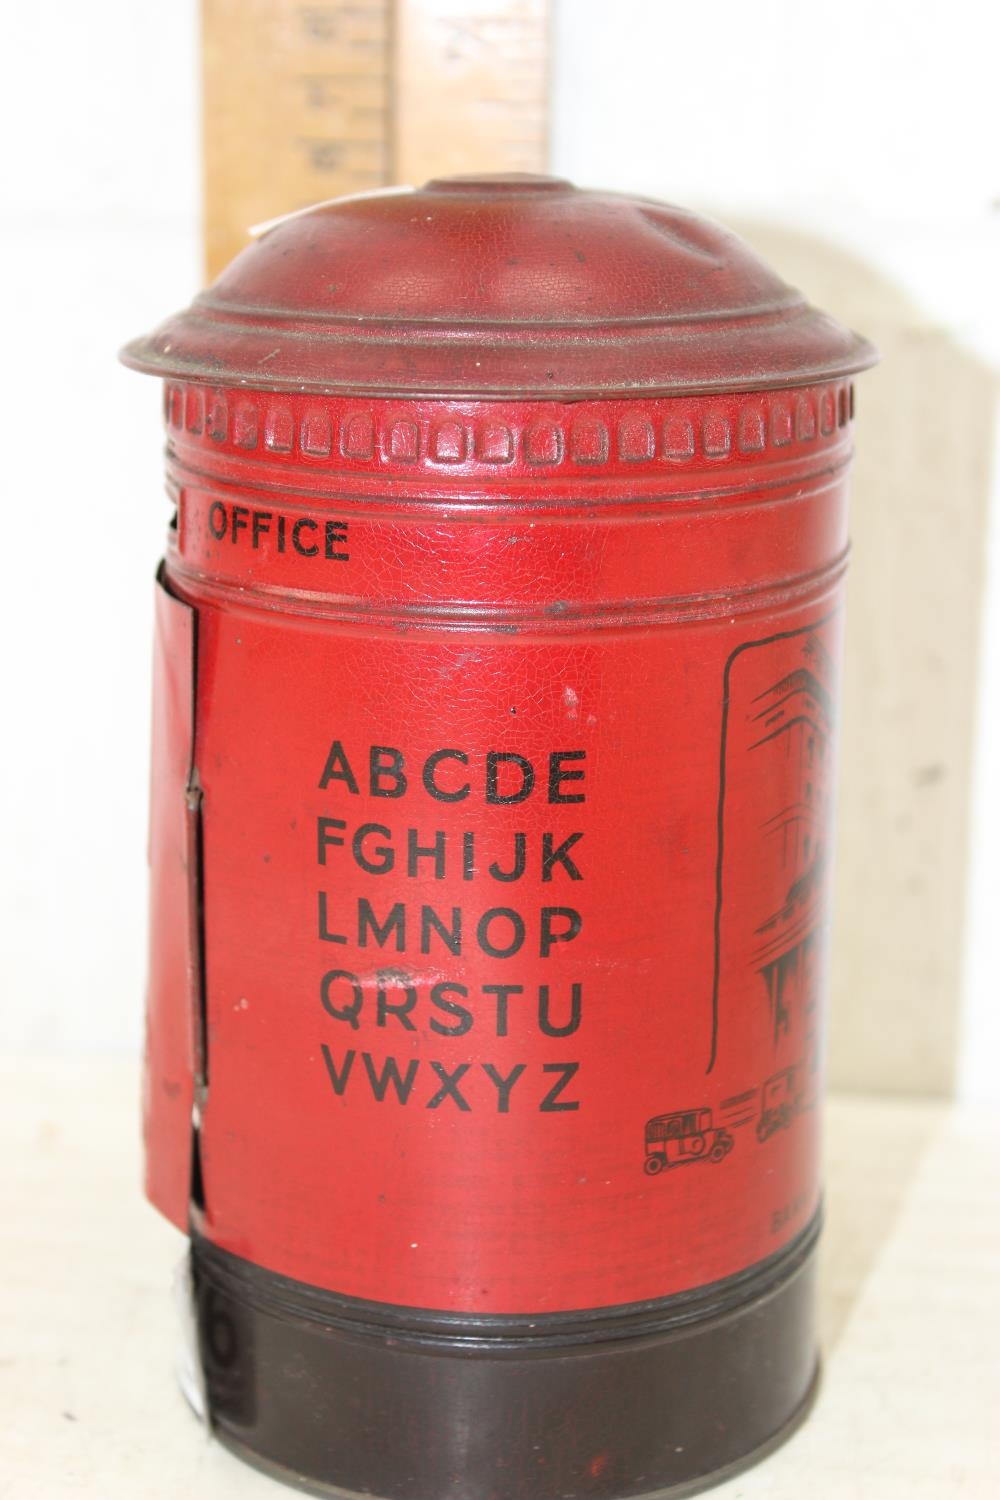 OFFICE
ABCDE
FGHIJK
LMNOP
QRSTU
VWXYZ